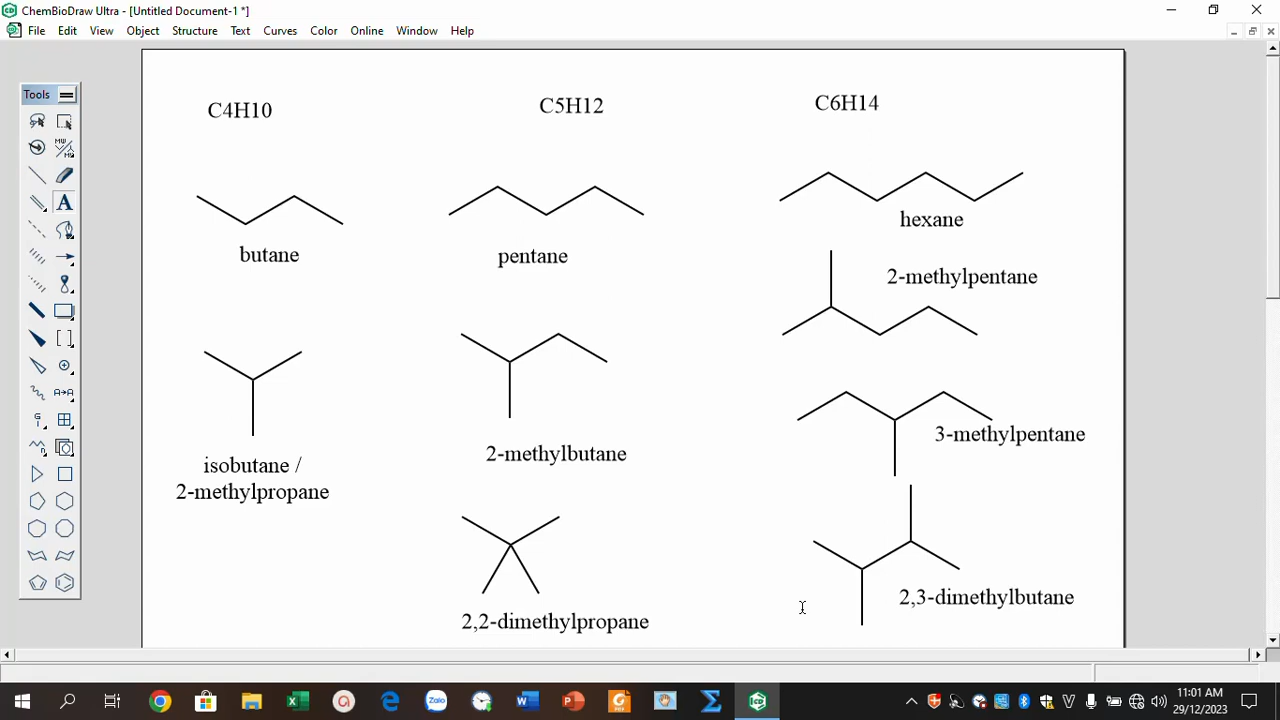 ChemBioDraw Ultra - [Untitled Document-1 *]
File Edit View Object Structure Text Curves Color Online Window Help
Tools
A
C4H10
C5H12
C6H14
butane
pentane
hexane
2-methylpentane
isobutane /
2-methylpropane
2-methylbutane
3-methylpentane
2,2-dimethylpropane
2,3-dimethylbutane
Zalo
11:01 AM
29/12/2023